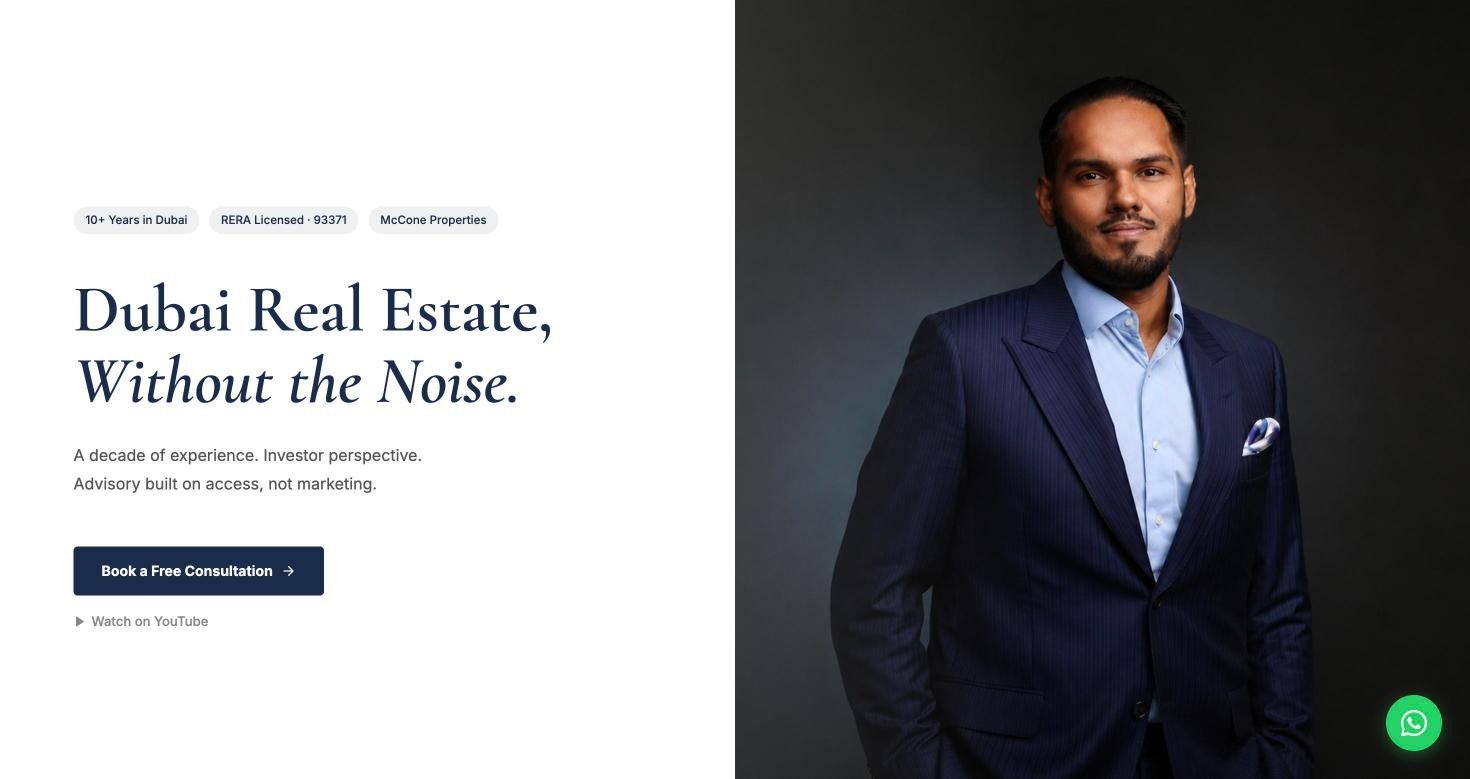 10+ Years in Dubai
RERA Licensed · 93371
McCone Properties
Dubai Real Estate,
Without the Noise.
A decade of experience. Investor perspective.
Advisory built on access, not marketing.
Book a Free Consultation →
Watch on YouTube